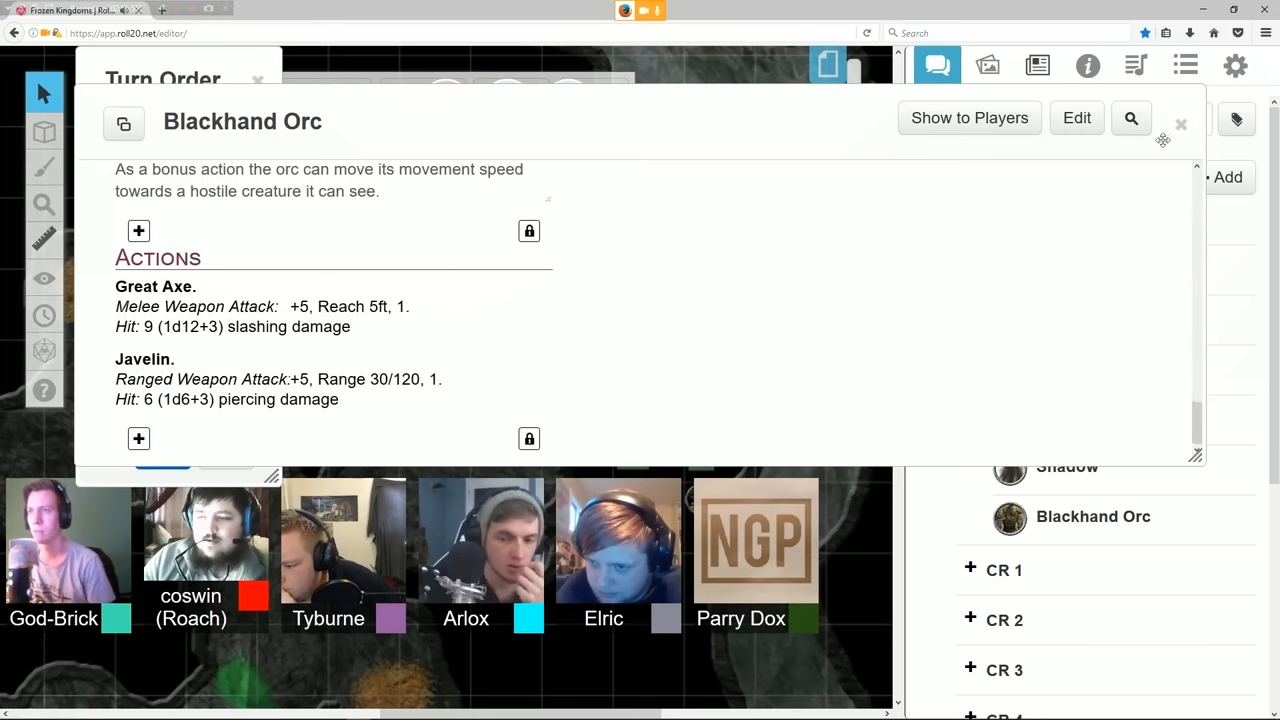 Frozen Kingdoms | Rol...
https://app.roll20.net/editor/
Search
Turn Order
Blackhand Orc
Show to Players
Edit
As a bonus action the orc can move its movement speed
towards a hostile creature it can see.
Add
Actions
Great Axe.
Melee Weapon Attack: +5, Reach 5ft, 1.
Hit: 9 (1d12+3) slashing damage
Javelin.
Ranged Weapon Attack:+5, Range 30/120, 1.
Hit: 6 (1d6+3) piercing damage
Shadow
Blackhand Orc
CR 1
CR 2
CR 3
CR 4
NGP
God-Brick
coswin
(Roach)
Tyburne
Arlox
Elric
Parry Dox